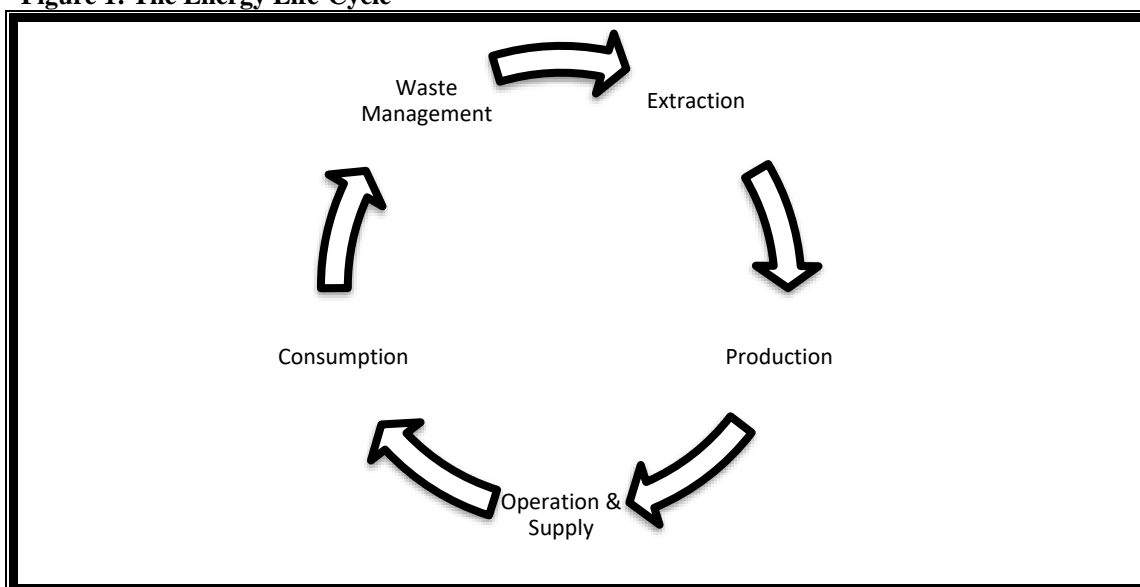 Figure 1: The Energy Life-Cycle
Waste
Management
Extraction
Consumption
Production
Operation &
Supply